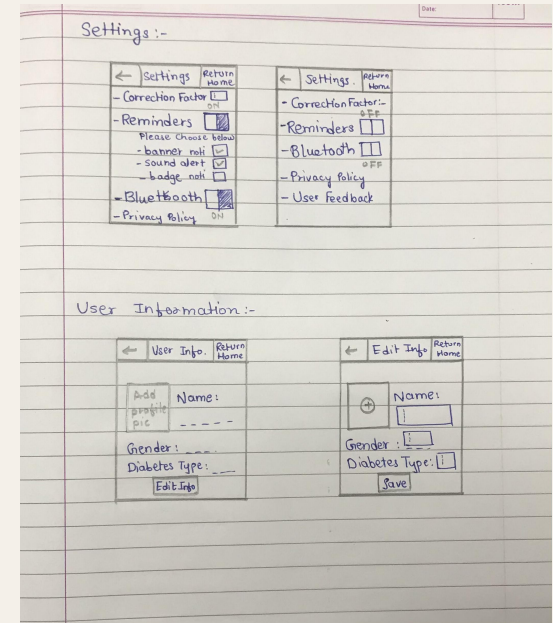 Date:
Settings :-
← Settings Return Home
- Correction Factor
ON
- Reminders
Please Choose below
- banner noti
- Sound alert
- badge noti
- Bluetooth
- Privacy Policy ON
← Settings. Return Home
- Correction Factor:-
OFF
- Reminders
- Bluetooth
OFF
- Privacy Policy
- User Feedback
User Information:-
← User Info. Return Home
Add profile pic
Name:
Gender:
Diabetes Type:
Edit Info
← Edit Info Return Home
+
Name:
Gender :
Diabetes Type:
Save